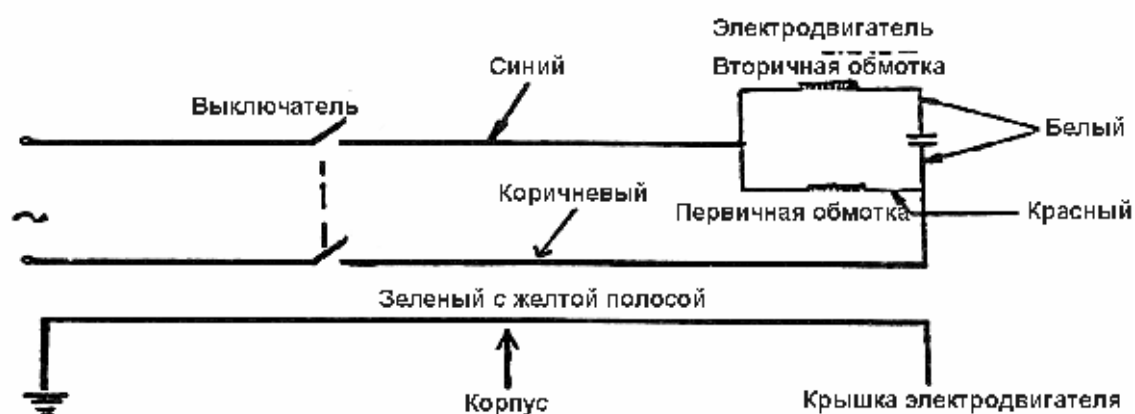 Электродвигатель
Синий
Вторичная обмотка
Выключатель
Белый
Коричневый
Первичная обмотка
Красный
Зеленый с желтой полосой
Корпус
Крышка электродвигателя